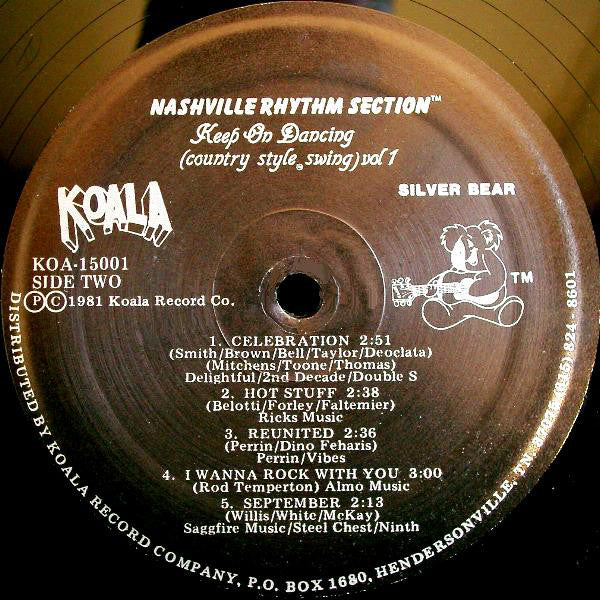 NASHVILLE RHYTHM SECTION™
Keep On Dancing
(country style swing) vol 1
KOALA
SILVER BEAR
KOA-15001
SIDE TWO
Ⓟ©1981 Koala Record Co.
TM
1. CELEBRATION 2:51
(Smith/Brown/Bell/Taylor/Deoclata)
(Mitchens/Toone/Thomas)
Delightful/2nd Decade/Double S
2. HOT STUFF 2:38
(Belotti/Forley/Faltemier)
Ricks Music
3. REUNITED 2:36
(Perrin/Dino Feharis)
Perrin/Vibes
4. I WANNA ROCK WITH YOU 3:00
(Rod Temperton) Almo Music
5. SEPTEMBER 2:13
(Willis/White/McKay)
Saggfire Music/Steel Chest/Ninth
DISTRIBUTED BY KOALA RECORD COMPANY, P.O. BOX 1680, HENDERSONVILLE, TN. (615) 824-8601